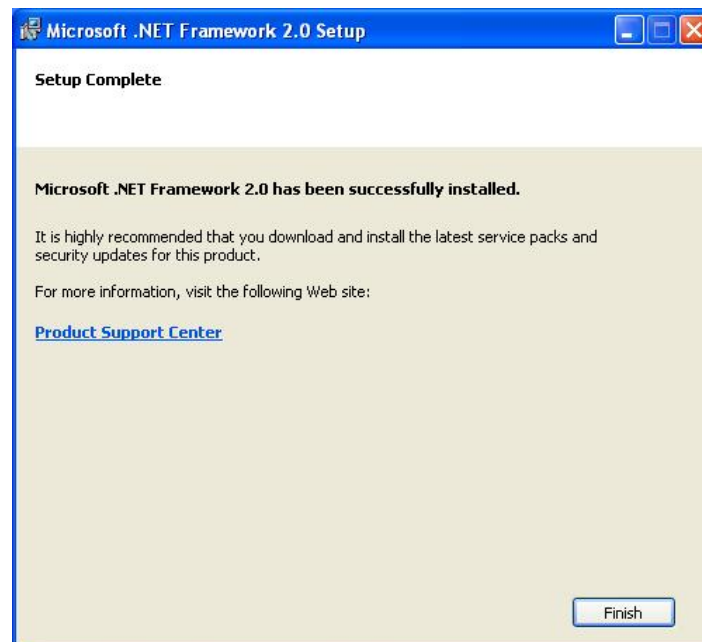 Microsoft .NET Framework 2.0 Setup
Setup Complete
Microsoft .NET Framework 2.0 has been successfully installed.
It is highly recommended that you download and install the latest service packs and
security updates for this product.
For more information, visit the following Web site:
Product Support Center
Finish